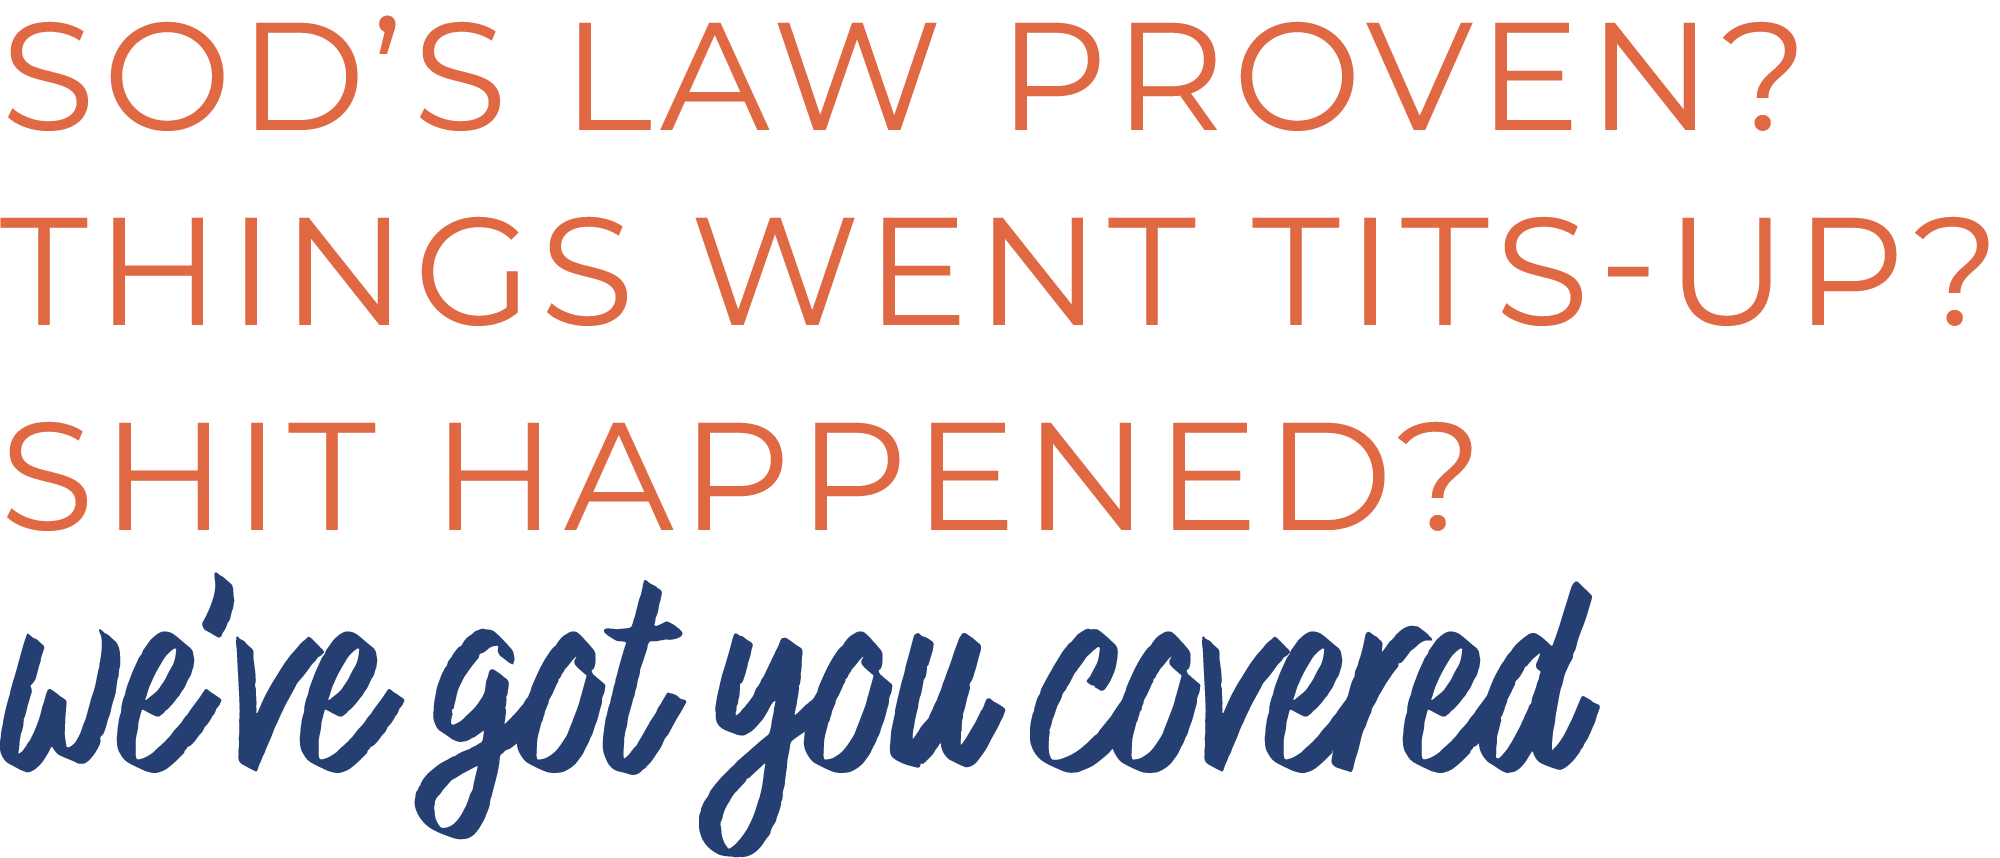 SOD’S LAW PROVEN?
THINGS WENT TITS-UP?
SHIT HAPPENED?
we've got you covered